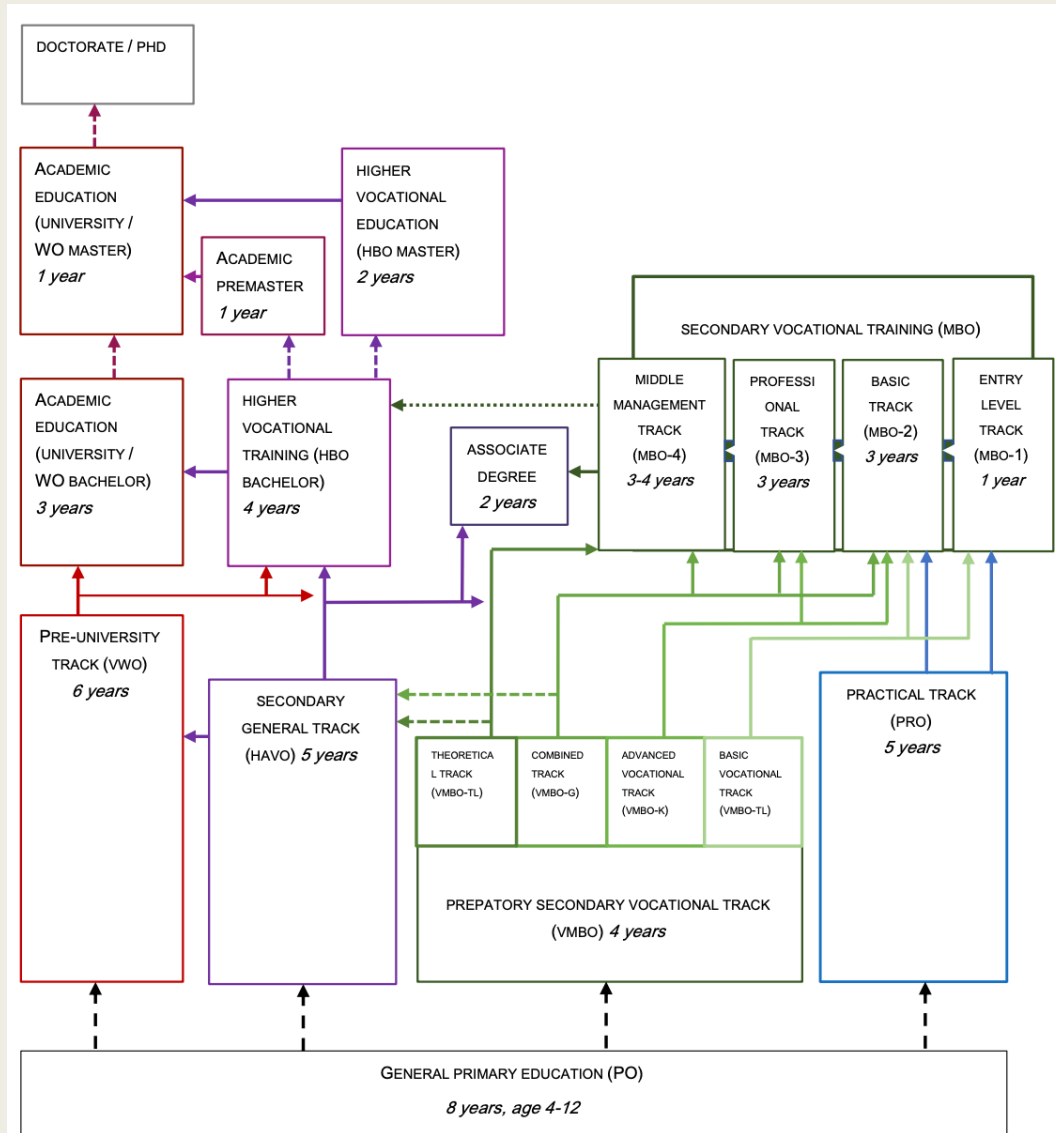 DOCTORATE / PHD
ACADEMIC
EDUCATION
(UNIVERSITY /
WO MASTER)
1 year
HIGHER
VOCATIONAL
EDUCATION
(HBO MASTER)
2 years
ACADEMIC
PREMASTER
1 year
SECONDARY VOCATIONAL TRAINING (MBO)
MIDDLE
MANAGEMENT
TRACK
(MBO-4)
3-4 years
PROFESSI
ONAL
TRACK
(MBO-3)
3 years
BASIC
TRACK
(MBO-2)
3 years
ENTRY
LEVEL
TRACK
(MBO-1)
1 year
ACADEMIC
EDUCATION
(UNIVERSITY /
WO BACHELOR)
3 years
HIGHER
VOCATIONAL
TRAINING (HBO
BACHELOR)
4 years
ASSOCIATE
DEGREE
2 years
PRE-UNIVERSITY
TRACK (VWO)
6 years
SECONDARY
GENERAL TRACK
(HAVO) 5 years
THEORETICA
L TRACK
(VMBO-TL)
COMBINED
TRACK
(VMBO-G)
ADVANCED
VOCATIONAL
TRACK
(VMBO-K)
BASIC
VOCATIONAL
TRACK
(VMBO-TL)
PREPATORY SECONDARY VOCATIONAL TRACK
(VMBO) 4 years
PRACTICAL TRACK
(PRO)
5 years
GENERAL PRIMARY EDUCATION (PO)
8 years, age 4-12